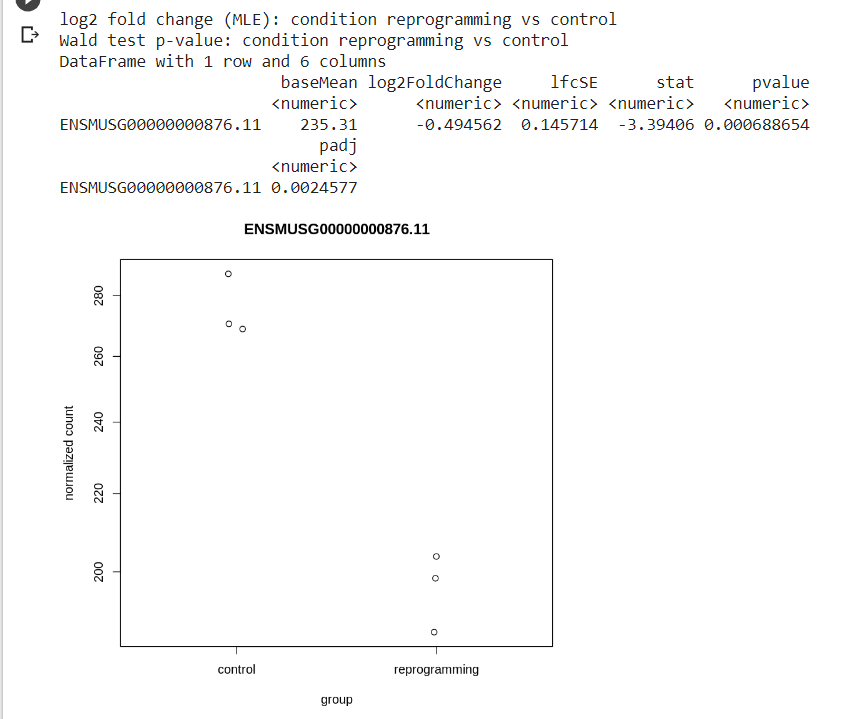 log2 fold change (MLE): condition reprogramming vs control
Wald test p-value: condition reprogramming vs control
DataFrame with 1 row and 6 columns
baseMean log2FoldChange lfcSE stat pvalue
<numeric> <numeric> <numeric> <numeric> <numeric>
ENSMUSG00000000876.11 235.31 -0.494562 0.145714 -3.39406 0.000688654
padj
<numeric>
ENSMUSG00000000876.11 0.0024577
ENSMUSG00000000876.11
280
260
240
220
200
normalized count
control reprogramming
group